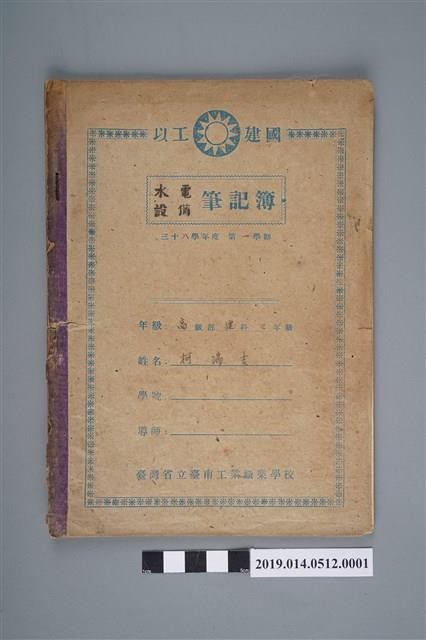 以工建國
水電
設備
筆記簿
三十八學年度 第一學期
年級 高級部 建科 三年級
姓名 柯瑞
學號
導師
臺灣省立臺南工業職業學校
2019.014.0512.0001